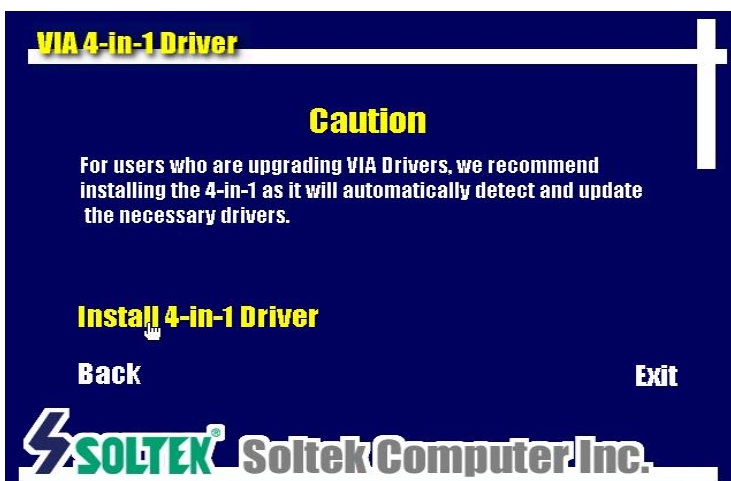 VIA 4-in-1 Driver
Caution
For users who are upgrading VIA Drivers, we recommend
installing the 4-in-1 as it will automatically detect and update
the necessary drivers.
Install 4-in-1 Driver
Back
Exit
SOLTEK® Soltek Computer Inc.